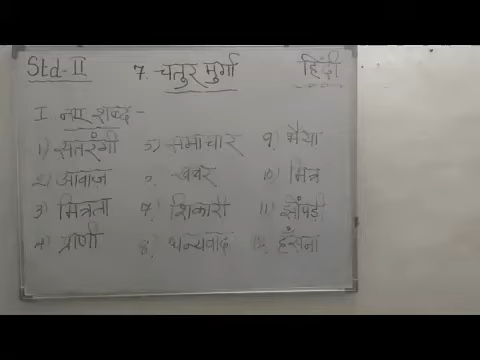 Std-II 7. चतुर मुर्गा हिंदी
I नए शब्द -
1) सतरंगी 5) समाचार 9) भैया
2) आवाज 6) खबर 10) मित्र
3) मित्रता 7) शिकारी 11) झोंपड़ी
4) प्राणी 8) धन्यवाद 12) हँसना